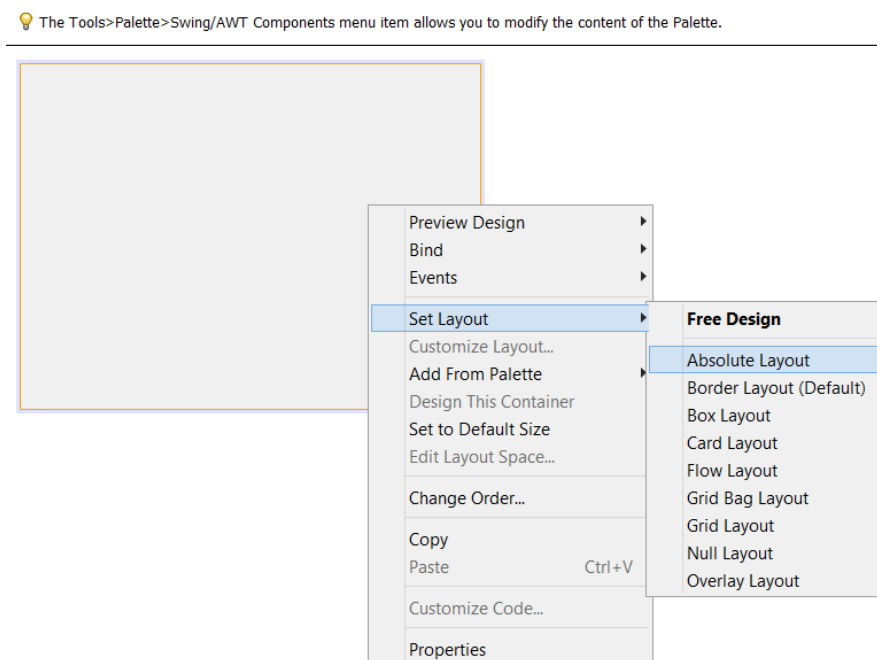 The Tools>Palette>Swing/AWT Components menu item allows you to modify the content of the Palette.
Preview Design
Bind
Events
Set Layout
Customize Layout...
Add From Palette
Design This Container
Set to Default Size
Edit Layout Space...
Change Order...
Copy
Paste Ctrl+V
Customize Code...
Properties
Free Design
Absolute Layout
Border Layout (Default)
Box Layout
Card Layout
Flow Layout
Grid Bag Layout
Grid Layout
Null Layout
Overlay Layout